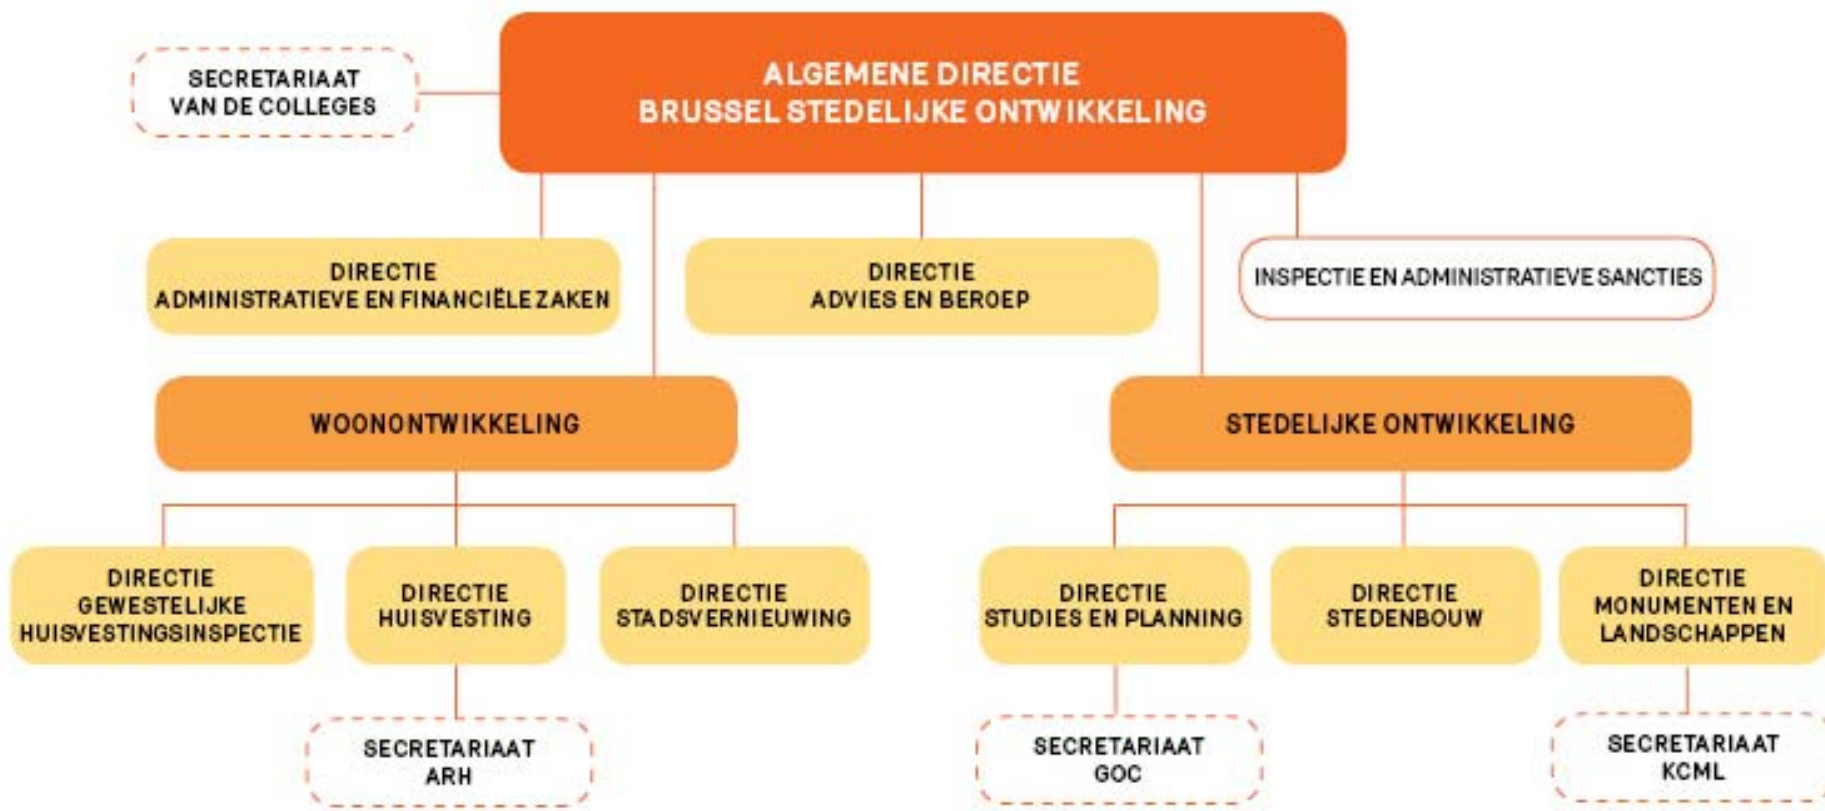 SECRETARIAAT
VAN DE COLLEGES
ALGEMENE DIRECTIE
BRUSSEL STEDELIJKE ONTWIKKELING
DIRECTIE
ADMINISTRATIEVE EN FINANCIËLE ZAKEN
DIRECTIE
ADVIES EN BEROEP
INSPECTIE EN ADMINISTRATIEVE SANCTIES
WOONONTWIKKELING
STEDELIJKE ONTWIKKELING
DIRECTIE
GEWESTELIJKE
HUISVESTINGSINSPECTIE
DIRECTIE
HUISVESTING
DIRECTIE
STADSVERNIEUWING
DIRECTIE
STUDIES EN PLANNING
DIRECTIE
STEDENBOUW
DIRECTIE
MONUMENTEN EN
LANDSCHAPPEN
SECRETARIAAT
ARH
SECRETARIAAT
GOC
SECRETARIAAT
KCML